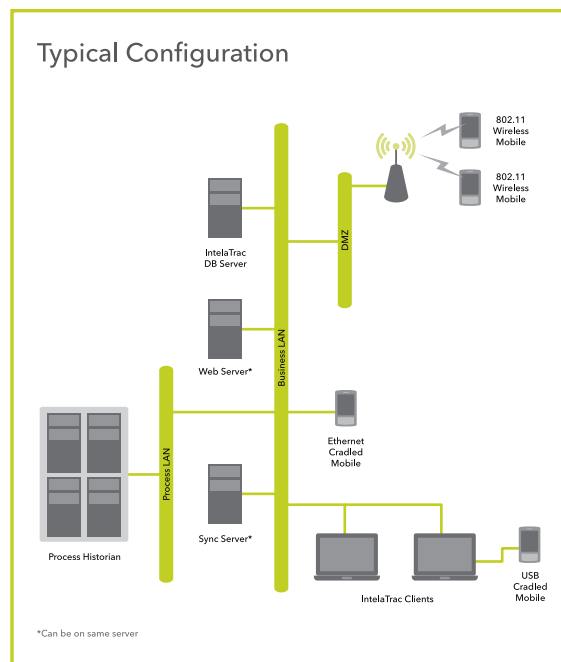 Typical Configuration
802.11
Wireless
Mobile
802.11
Wireless
Mobile
DMZ
IntelaTrac
DB Server
Business LAN
Web Server*
Process LAN
Ethernet
Cradled
Mobile
Process Historian
Sync Server*
IntelaTrac Clients
USB
Cradled
Mobile
*Can be on same server